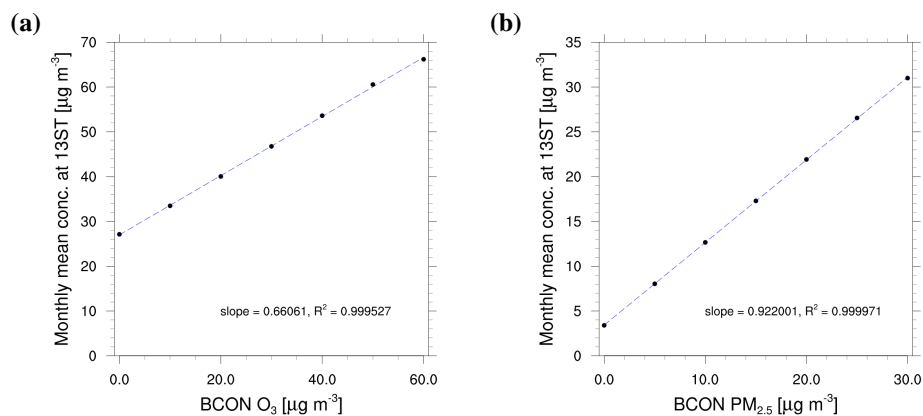 (a)
Monthly mean conc. at 13ST [µg m⁻³]
70
60
50
40
30
20
10
0
slope = 0.66061, R² = 0.999527
0.0 20.0 40.0 60.0
BCON O₃ [µg m⁻³]
(b)
Monthly mean conc. at 13ST [µg m⁻³]
35
30
25
20
15
10
5
0
slope = 0.922001, R² = 0.999971
0.0 10.0 20.0 30.0
BCON PM₂.₅ [µg m⁻³]